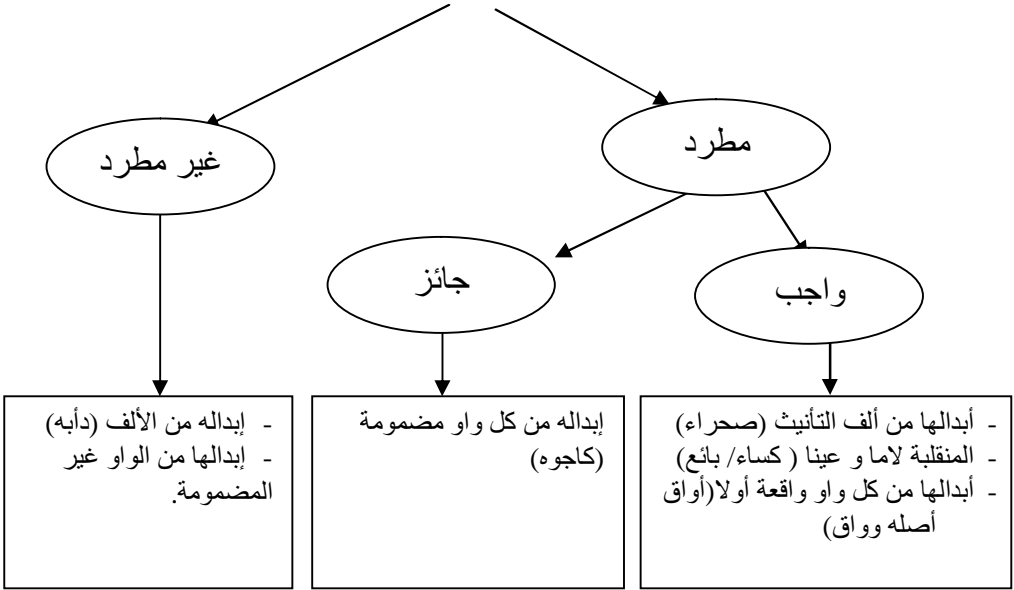 مطرد
غير مطرد
واجب
جائز
- أبدالها من ألف التأنيث (صحراء)
- المنقلبة لاما و عينا ( كساء/ بائع)
- أبدالها من كل واو واقعة أولا(أواق
أصله وواق)
إبداله من كل واو مضمومة
(كاجوه)
- إبداله من الألف (دأبه)
- إبدالها من الواو غير
المضمومة.